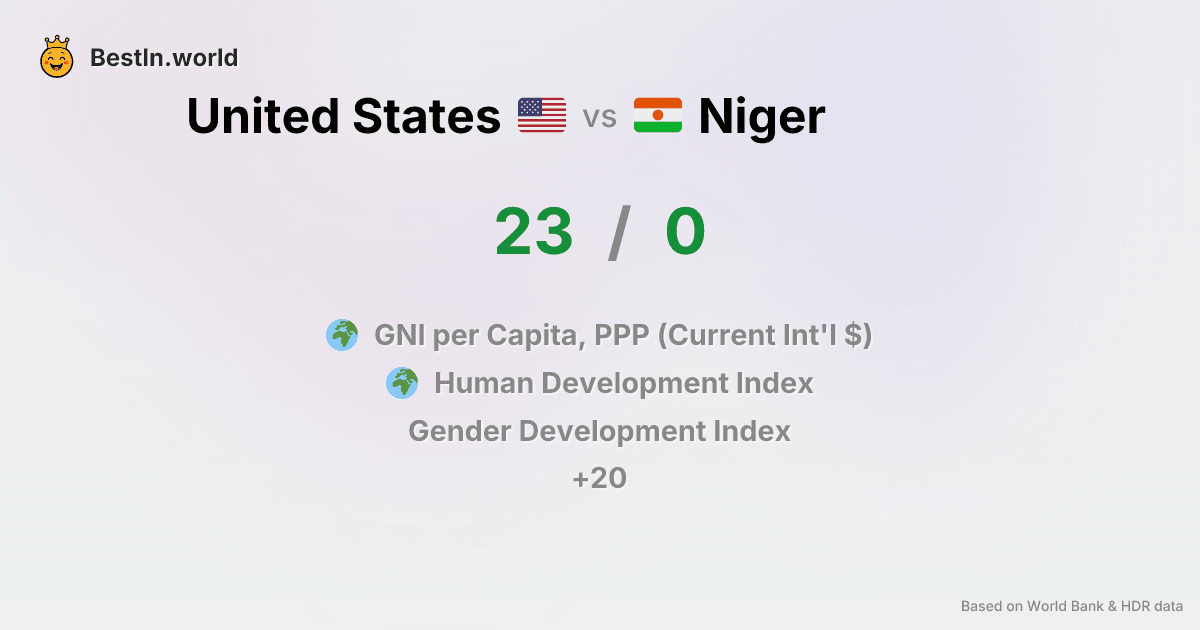 BestIn.world
United States vs Niger
23 / 0
GNI per Capita, PPP (Current Int'l $)
Human Development Index
Gender Development Index
+20
Based on World Bank & HDR data